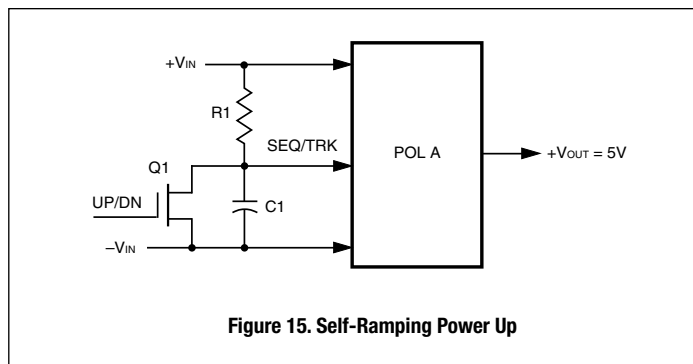 +VIN
R1
SEQ/TRK
POL A
+VOUT = 5V
Q1
UP/DN
C1
–VIN
Figure 15. Self-Ramping Power Up